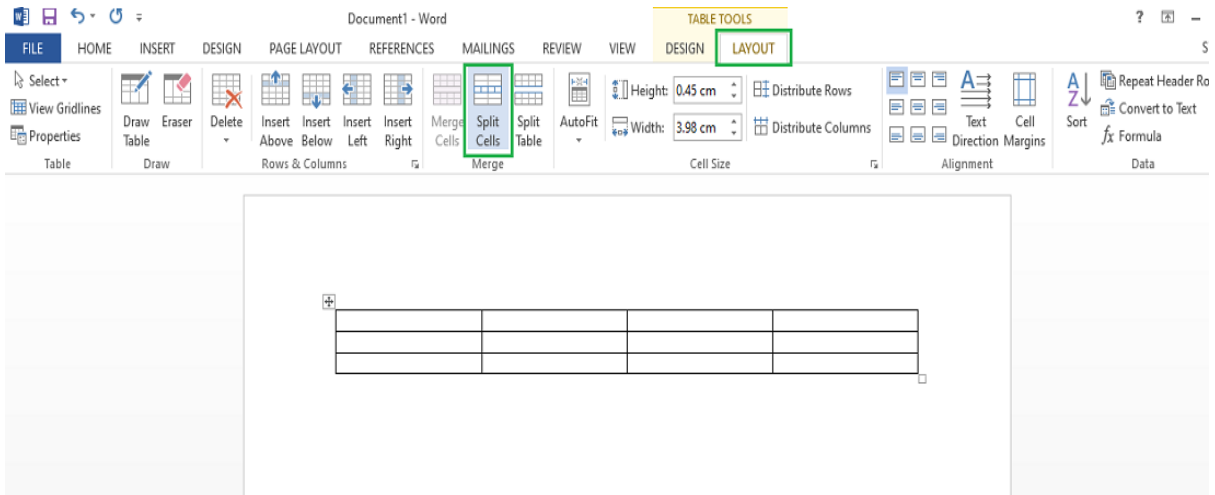 Document1 - Word
TABLE TOOLS
?
FILE HOME INSERT DESIGN PAGE LAYOUT REFERENCES MAILINGS REVIEW VIEW DESIGN LAYOUT S
Select
View Gridlines
Properties
Table
Draw Table
Eraser
Draw
Delete
Insert Above
Insert Below
Insert Left
Insert Right
Rows & Columns
Merge Cells
Split Cells
Split Table
Merge
AutoFit
Height: 0.45 cm
Width: 3.98 cm
Distribute Rows
Distribute Columns
Cell Size
Text Direction
Cell Margins
Alignment
Sort
Repeat Header Ro
Convert to Text
fx Formula
Data